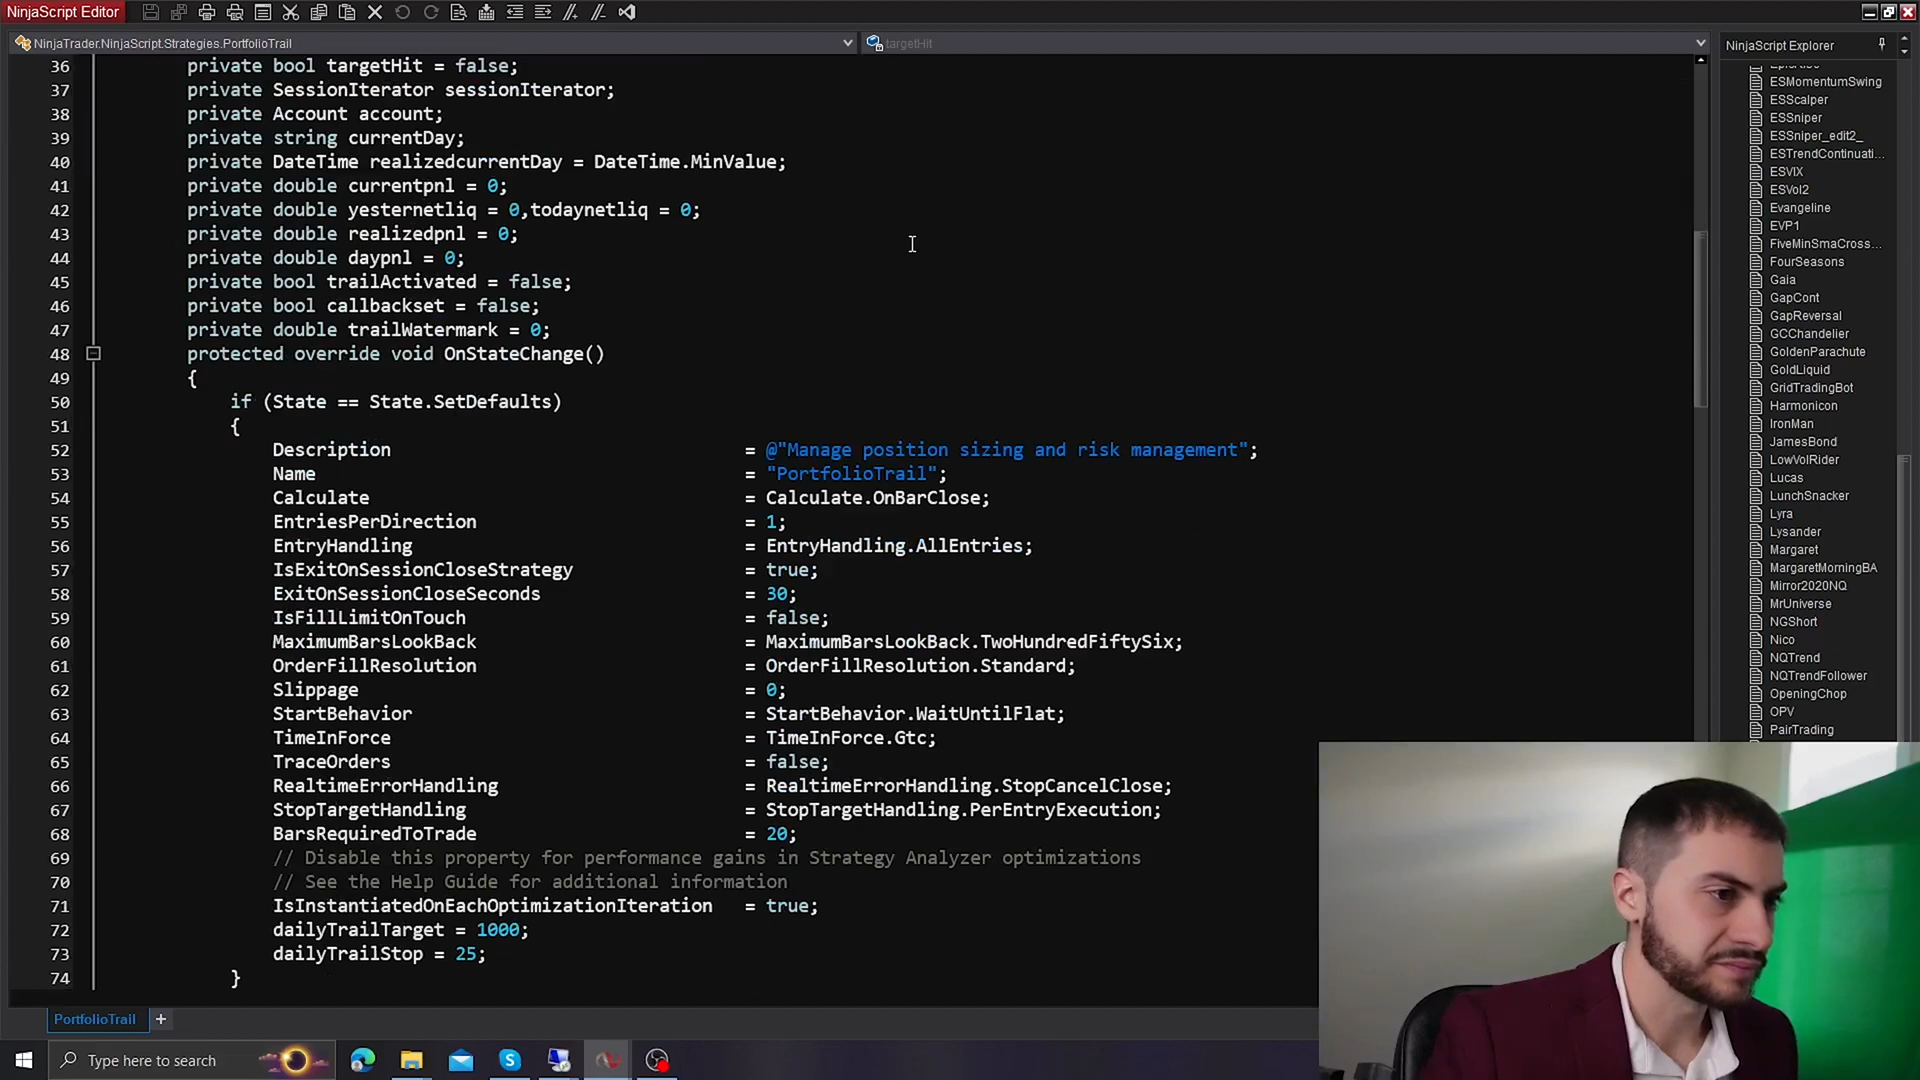 NinjaScript Editor
NinjaTrader.NinjaScript.Strategies.PortfolioTrail
targetHit
NinjaScript Explorer
36 private bool targetHit = false;
37 private SessionIterator sessionIterator;
38 private Account account;
39 private string currentDay;
40 private DateTime realizedcurrentDay = DateTime.MinValue;
41 private double currentpnl = 0;
42 private double yesternetliq = 0,todaynetliq = 0;
43 private double realizedpnl = 0;
44 private double daypnl = 0;
45 private bool trailActivated = false;
46 private bool callbackset = false;
47 private double trailWatermark = 0;
48 protected override void OnStateChange()
49 {
50 if (State == State.SetDefaults)
51 {
52 Description = @"Manage position sizing and risk management";
53 Name = "PortfolioTrail";
54 Calculate = Calculate.OnBarClose;
55 EntriesPerDirection = 1;
56 EntryHandling = EntryHandling.AllEntries;
57 IsExitOnSessionCloseStrategy = true;
58 ExitOnSessionCloseSeconds = 30;
59 IsFillLimitOnTouch = false;
60 MaximumBarsLookBack = MaximumBarsLookBack.TwoHundredFiftySix;
61 OrderFillResolution = OrderFillResolution.Standard;
62 Slippage = 0;
63 StartBehavior = StartBehavior.WaitUntilFlat;
64 TimeInForce = TimeInForce.Gtc;
65 TraceOrders = false;
66 RealtimeErrorHandling = RealtimeErrorHandling.StopCancelClose;
67 StopTargetHandling = StopTargetHandling.PerEntryExecution;
68 BarsRequiredToTrade = 20;
69 // Disable this property for performance gains in Strategy Analyzer optimizations
70 // See the Help Guide for additional information
71 IsInstantiatedOnEachOptimizationIteration = true;
72 dailyTrailTarget = 1000;
73 dailyTrailStop = 25;
74 }
ESMomentumSwing
ESScalper
ESSniper
ESSniper_edit2_
ESTrendContinuati...
ESVIX
ESVol2
Evangeline
EVP1
FiveMinSmaCross...
FourSeasons
Gaia
GapCont
GapReversal
GCChandelier
GoldenParachute
GoldLiquid
GridTradingBot
Harmonicon
IronMan
JamesBond
LowVolRider
Lucas
LunchSnacker
Lyra
Lysander
Margaret
MargaretMorningBA
Mirror2020NQ
MrUniverse
NGShort
Nico
NQTrend
NQTrendFollower
OpeningChop
OPV
PairTrading
PortfolioTrail
+
Type here to search